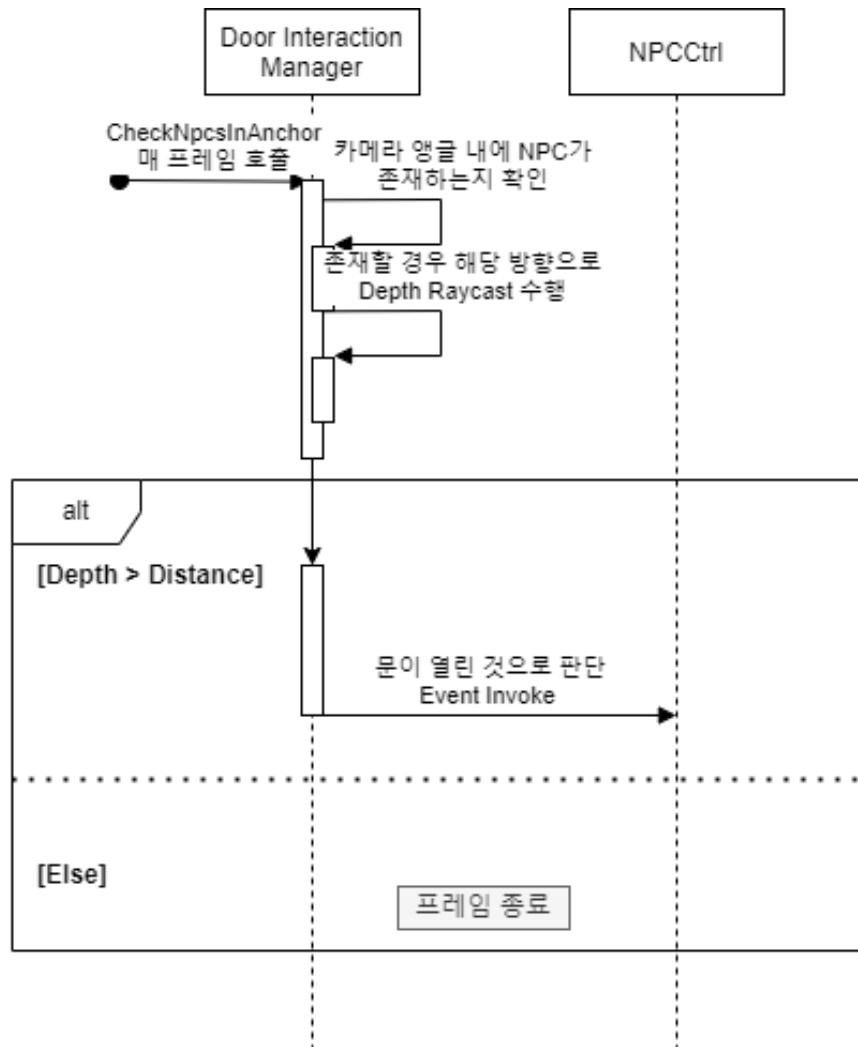 Door Interaction
Manager
NPCCtrl
CheckNpcsInAnchor
매 프레임 호출
카메라 앵글 내에 NPC가
존재하는지 확인
존재할 경우 해당 방향으로
Depth Raycast 수행
alt
[Depth > Distance]
문이 열린 것으로 판단
Event Invoke
[Else]
프레임 종료